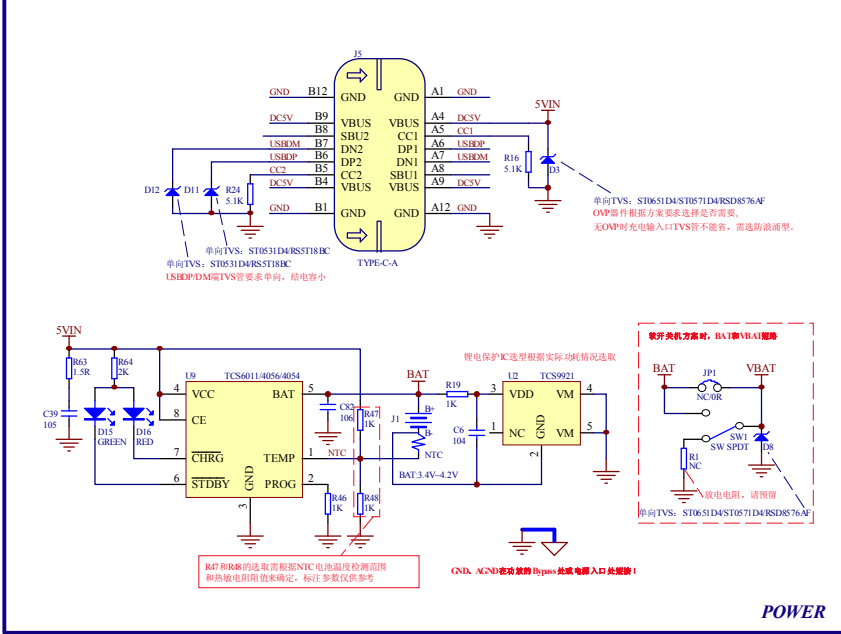 J5
GND B12 GND GND A1 GND
5VIN
DC5V B9 VBUS VBUS A4 DC5V
B8 SBU2 CC1 A5 CC1
USBDM B7 DN2 DP1 A6 USBDP
USBDP B6 DP2 DN1 A7 USBDM
CC2 B5 CC2 SBU1 A8
DC5V B4 VBUS VBUS A9 DC5V
GND B1 GND GND A12 GND
D12 D11 R24
5.1K
R16
5.1K
D3
TYPE-C-A
单向TVS：ST0531D4/RS5T18BC
单向TVS：ST0531D4/RS5T18BC
USBDP/DM端TVS管要求单向，结电容小
单向TVS：ST0651D4/ST0571D4/RSD8576AF
OVP器件根据方案要求选择是否需要,
无OVP时充电输入口TVS管不能省，需选防浪涌型。
5VIN
R63
1.5R
R64
2K
C39
105
D15
GREEN
D16
RED
U9 TCS6011/4056/4054
4 VCC BAT 5
8 CE
7 CHRG TEMP 1 NTC
6 STDBY PROG 2
GND
3
C82
106
R47
1K
R46
1K
R48
1K
BAT
J1 B+
B-
NTC
BAT:3.4V~4.2V
R19
1K
C6
104
锂电保护IC选型根据实际功耗情况选取
U2 TCS9921
3 VDD VM 4
1 NC VM 5
GND
2
软开关机方案时，BAT和VBAT短路
BAT JP1 VBAT
NC/0R
SW1
SW SPDT
D8
R1
NC
放电电阻，请预留
单向TVS：ST0651D4/ST0571D4/RSD8576AF
R47和R48的选取需根据NTC电池温度检测范围
和热敏电阻阻值来确定，标注参数仅供参考
GND、AGND在功放的Bypass处或电源入口处短接！
POWER